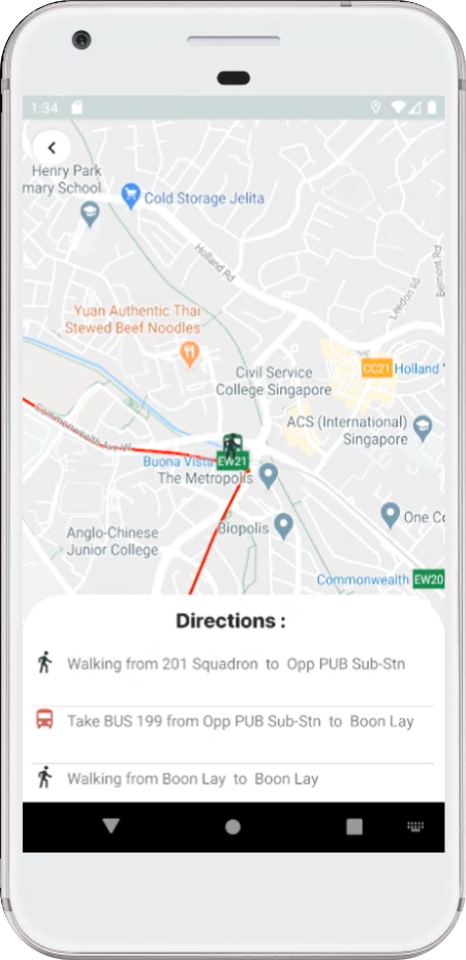 1:34
Henry Park
mary School
Cold Storage Jelita
Holland Rd
Belmont Rd
Leedon Rd
Yuan Authentic Thai
Stewed Beef Noodles
CC21 Holland
Civil Service
College Singapore
ACS (International)
Singapore
Commonwealth Ave W
Buona Vista EW21
The Metropolis
Biopolis
One Co
Anglo-Chinese
Junior College
Commonwealth EW20
Directions :
Walking from 201 Squadron to Opp PUB Sub-Stn
Take BUS 199 from Opp PUB Sub-Stn to Boon Lay
Walking from Boon Lay to Boon Lay